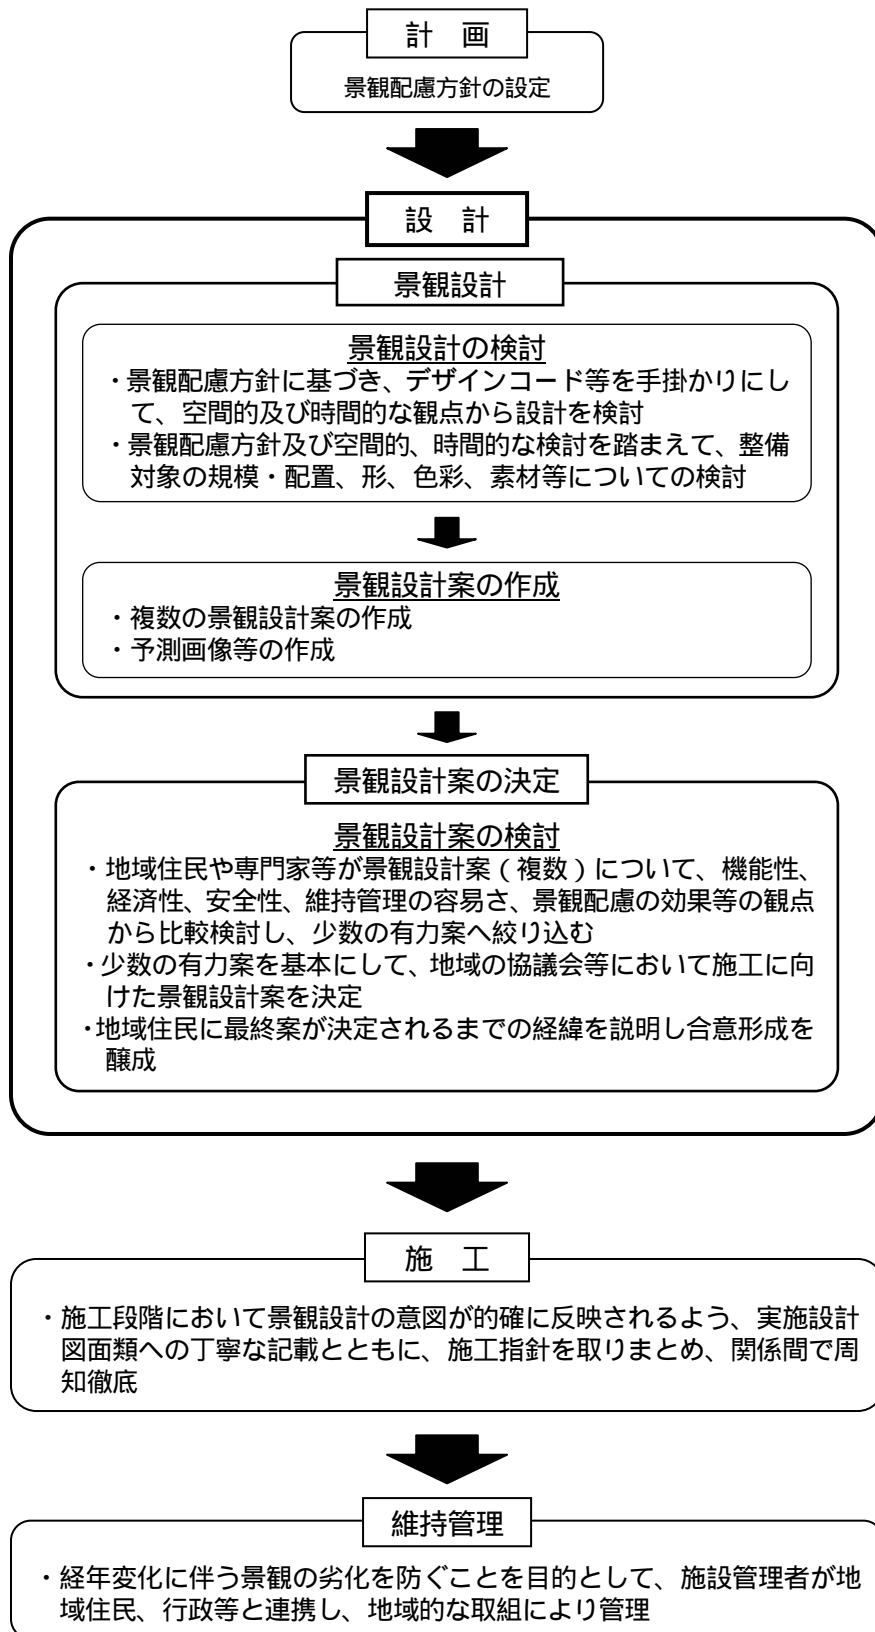 計　画
景観配慮方針の設定
設　計
景観設計
景観設計の検討
・景観配慮方針に基づき、デザインコード等を手掛かりにし
て、空間的及び時間的な観点から設計を検討
・景観配慮方針及び空間的、時間的な検討を踏まえて、整備
対象の規模・配置、形、色彩、素材等についての検討
景観設計案の作成
・複数の景観設計案の作成
・予測画像等の作成
景観設計案の決定
景観設計案の検討
・地域住民や専門家等が景観設計案（複数）について、機能性、
経済性、安全性、維持管理の容易さ、景観配慮の効果等の観点
から比較検討し、少数の有力案へ絞り込む
・少数の有力案を基本にして、地域の協議会等において施工に向
けた景観設計案を決定
・地域住民に最終案が決定されるまでの経緯を説明し合意形成を
醸成
施　工
・施工段階において景観設計の意図が的確に反映されるよう、実施設計
図面類への丁寧な記載とともに、施工指針を取りまとめ、関係間で周
知徹底
維持管理
・経年変化に伴う景観の劣化を防ぐことを目的として、施設管理者が地
域住民、行政等と連携し、地域的な取組により管理